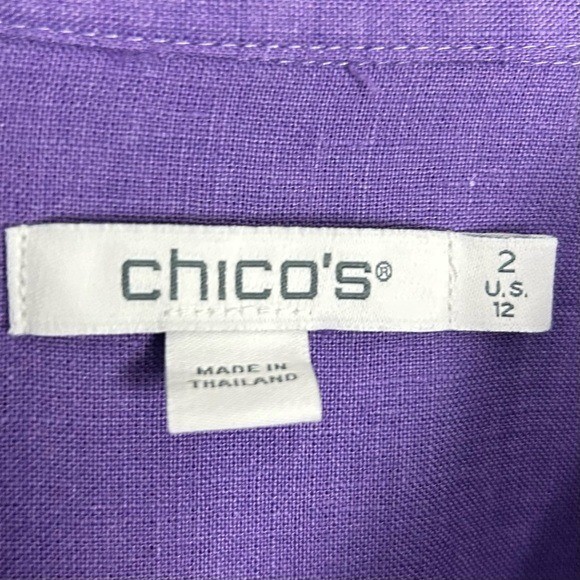 chico's®
2
U.S.
12
MADE IN
THAILAND